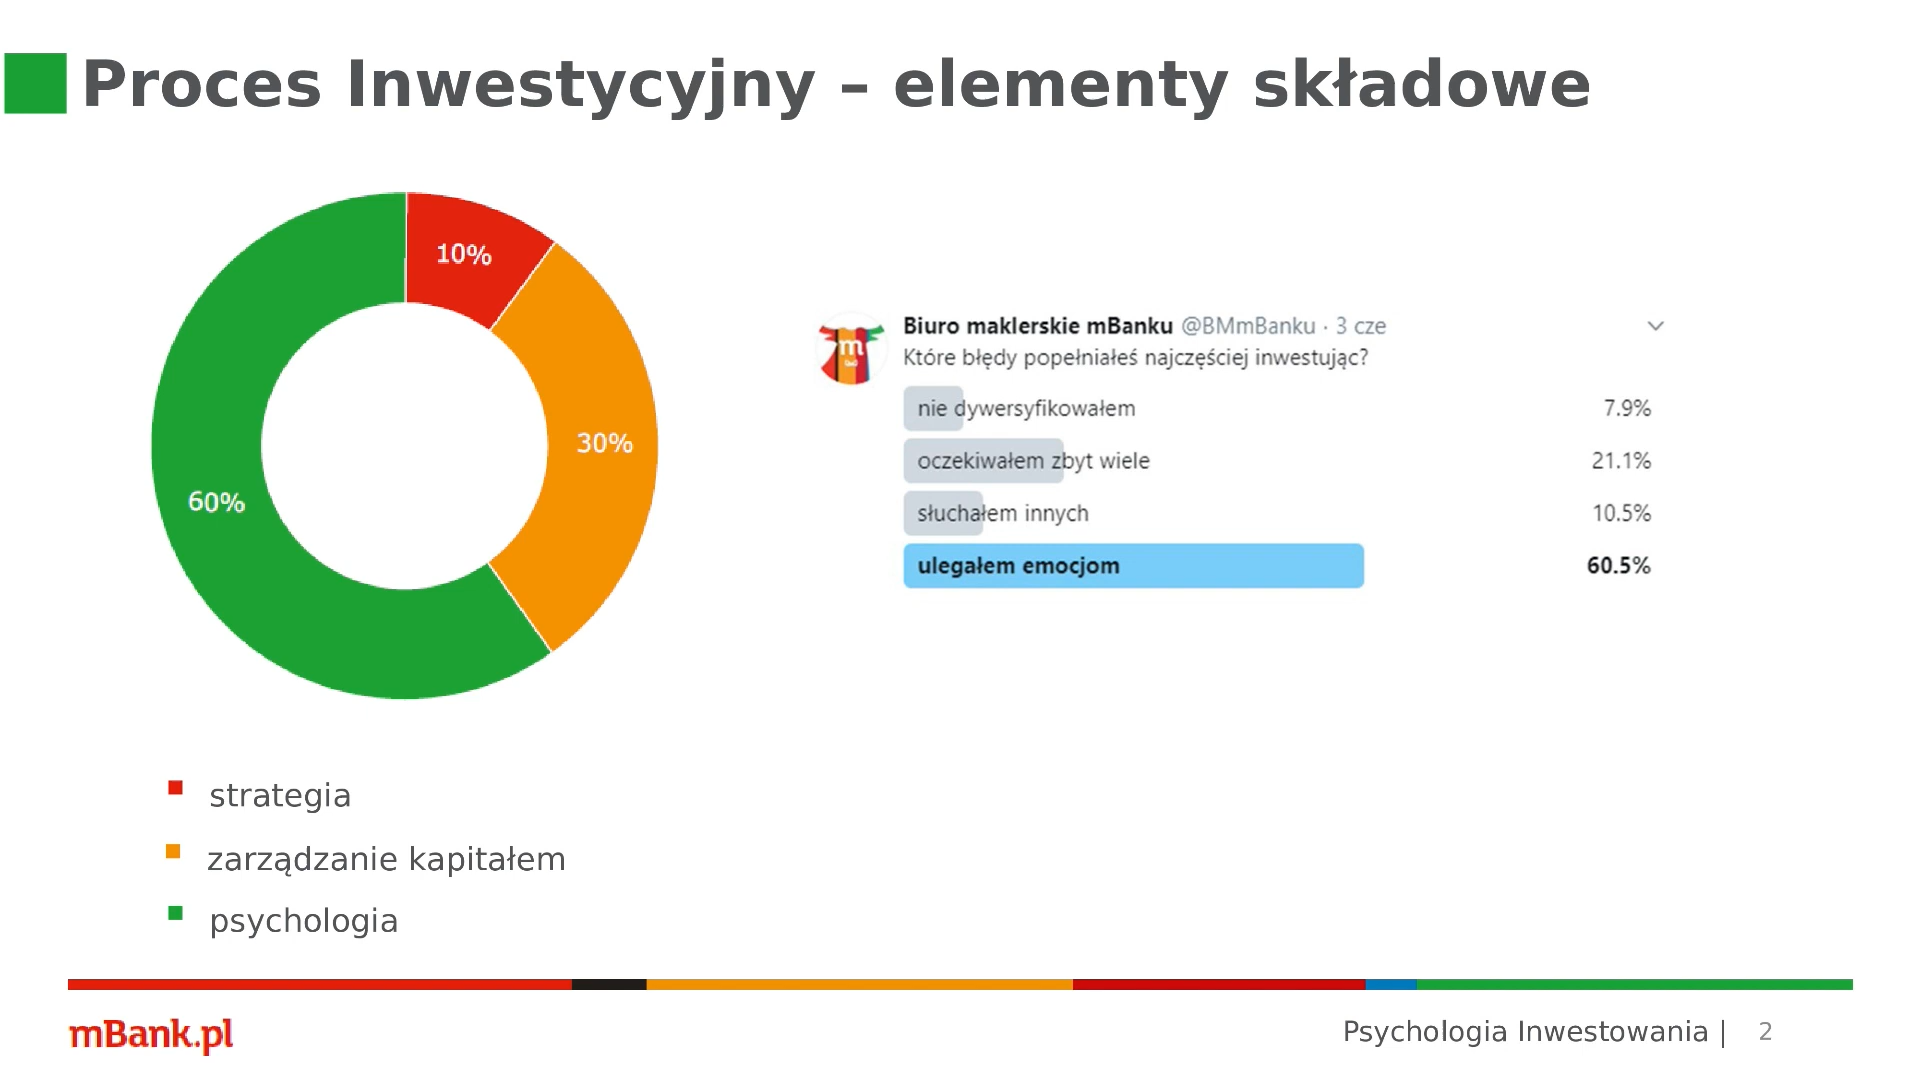 Proces Inwestycyjny – elementy składowe
10%
30%
60%
Biuro maklerskie mBanku @BMmBanku · 3 cze
Które błędy popełniałeś najczęściej inwestując?
nie dywersyfikowałem 7.9%
oczekiwałem zbyt wiele 21.1%
słuchałem innych 10.5%
ulegałem emocjom 60.5%
strategia
zarządzanie kapitałem
psychologia
mBank.pl
Psychologia Inwestowania | 2